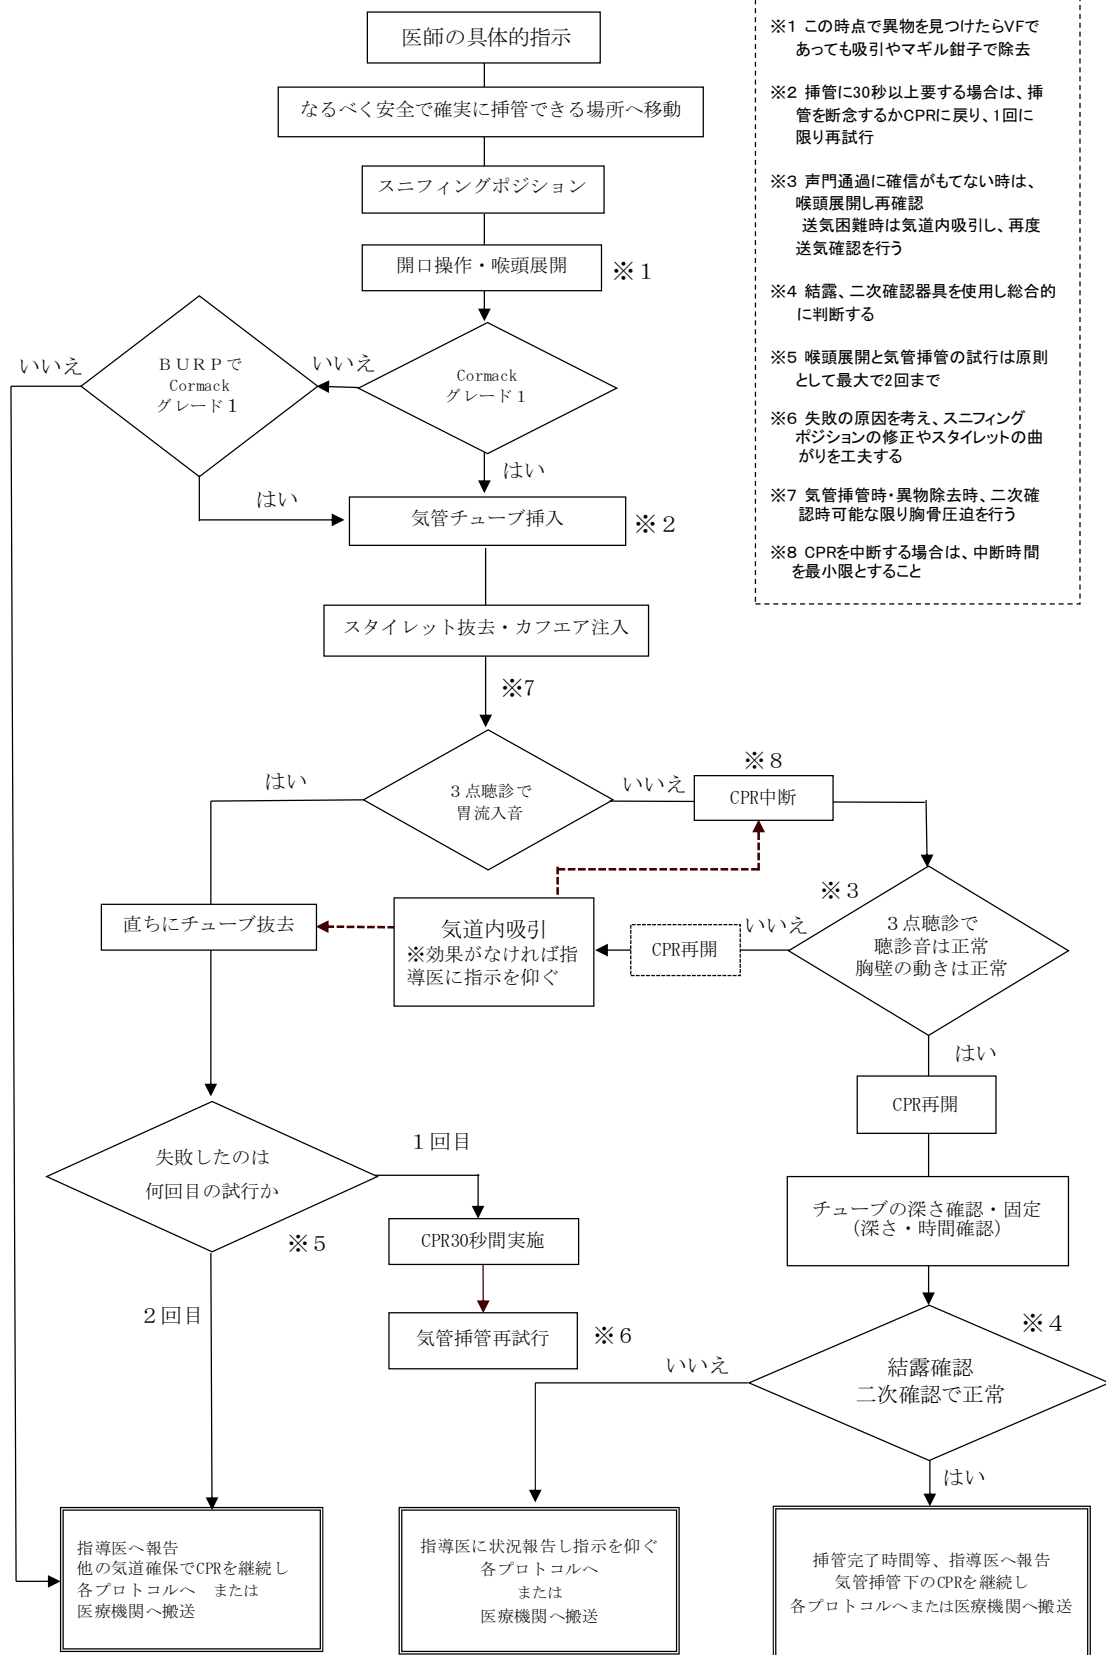 医師の具体的指示
なるべく安全で確実に挿管できる場所へ移動
スニフィングポジション
開口操作・喉頭展開
※１
Cormack
グレード１
いいえ
はい
ＢＵＲＰで
Cormack
グレード１
いいえ
はい
気管チューブ挿入
※２
スタイレット抜去・カフエア注入
※7
３点聴診で
胃流入音
はい
いいえ
※８
CPR中断
※３
３点聴診で
聴診音は正常
胸壁の動きは正常
いいえ
CPR再開
気道内吸引
※効果がなければ指
導医に指示を仰ぐ
直ちにチューブ抜去
はい
CPR再開
失敗したのは
何回目の試行か
※５
１回目
CPR30秒間実施
気管挿管再試行
※６
２回目
チューブの深さ確認・固定
（深さ・時間確認）
※４
結露確認
二次確認で正常
いいえ
はい
指導医へ報告
他の気道確保でCPRを継続し
各プロトコルへ　または
医療機関へ搬送
指導医に状況報告し指示を仰ぐ
各プロトコルへ
または
医療機関へ搬送
挿管完了時間等、指導医へ報告
気管挿管下のCPRを継続し
各プロトコルへまたは医療機関へ搬送
※1 この時点で異物を見つけたらVFで
あっても吸引やマギル鉗子で除去
※2 挿管に30秒以上要する場合は、挿
管を断念するかCPRに戻り、1回に
限り再試行
※3 声門通過に確信がもてない時は、
喉頭展開し再確認
送気困難時は気道内吸引し、再度
送気確認を行う
※4 結露、二次確認器具を使用し総合的
に判断する
※5 喉頭展開と気管挿管の試行は原則
として最大で2回まで
※6 失敗の原因を考え、スニフィング
ポジションの修正やスタイレットの曲
がりを工夫する
※7 気管挿管時・異物除去時、二次確
認時可能な限り胸骨圧迫を行う
※8 CPRを中断する場合は、中断時間
を最小限とすること